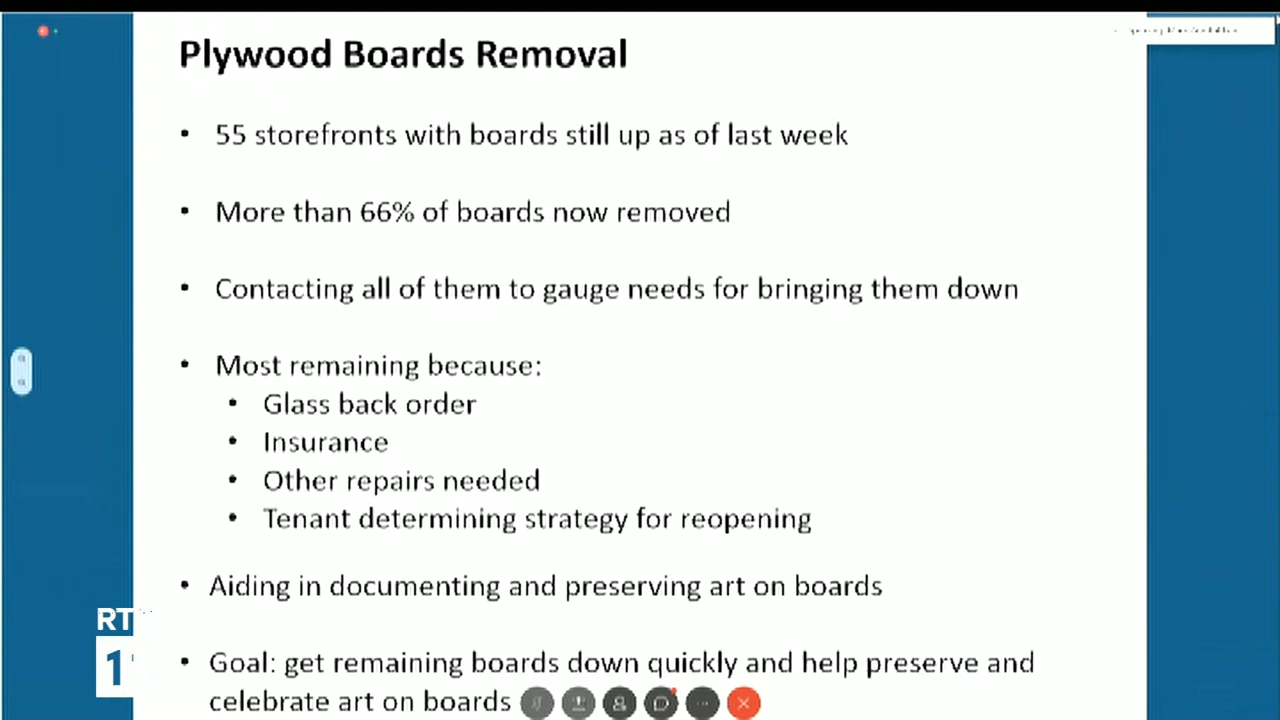 Plywood Boards Removal
• 55 storefronts with boards still up as of last week
• More than 66% of boards now removed
• Contacting all of them to gauge needs for bringing them down
• Most remaining because:
• Glass back order
• Insurance
• Other repairs needed
• Tenant determining strategy for reopening
• Aiding in documenting and preserving art on boards
• Goal: get remaining boards down quickly and help preserve and
celebrate art on boards
RT
1